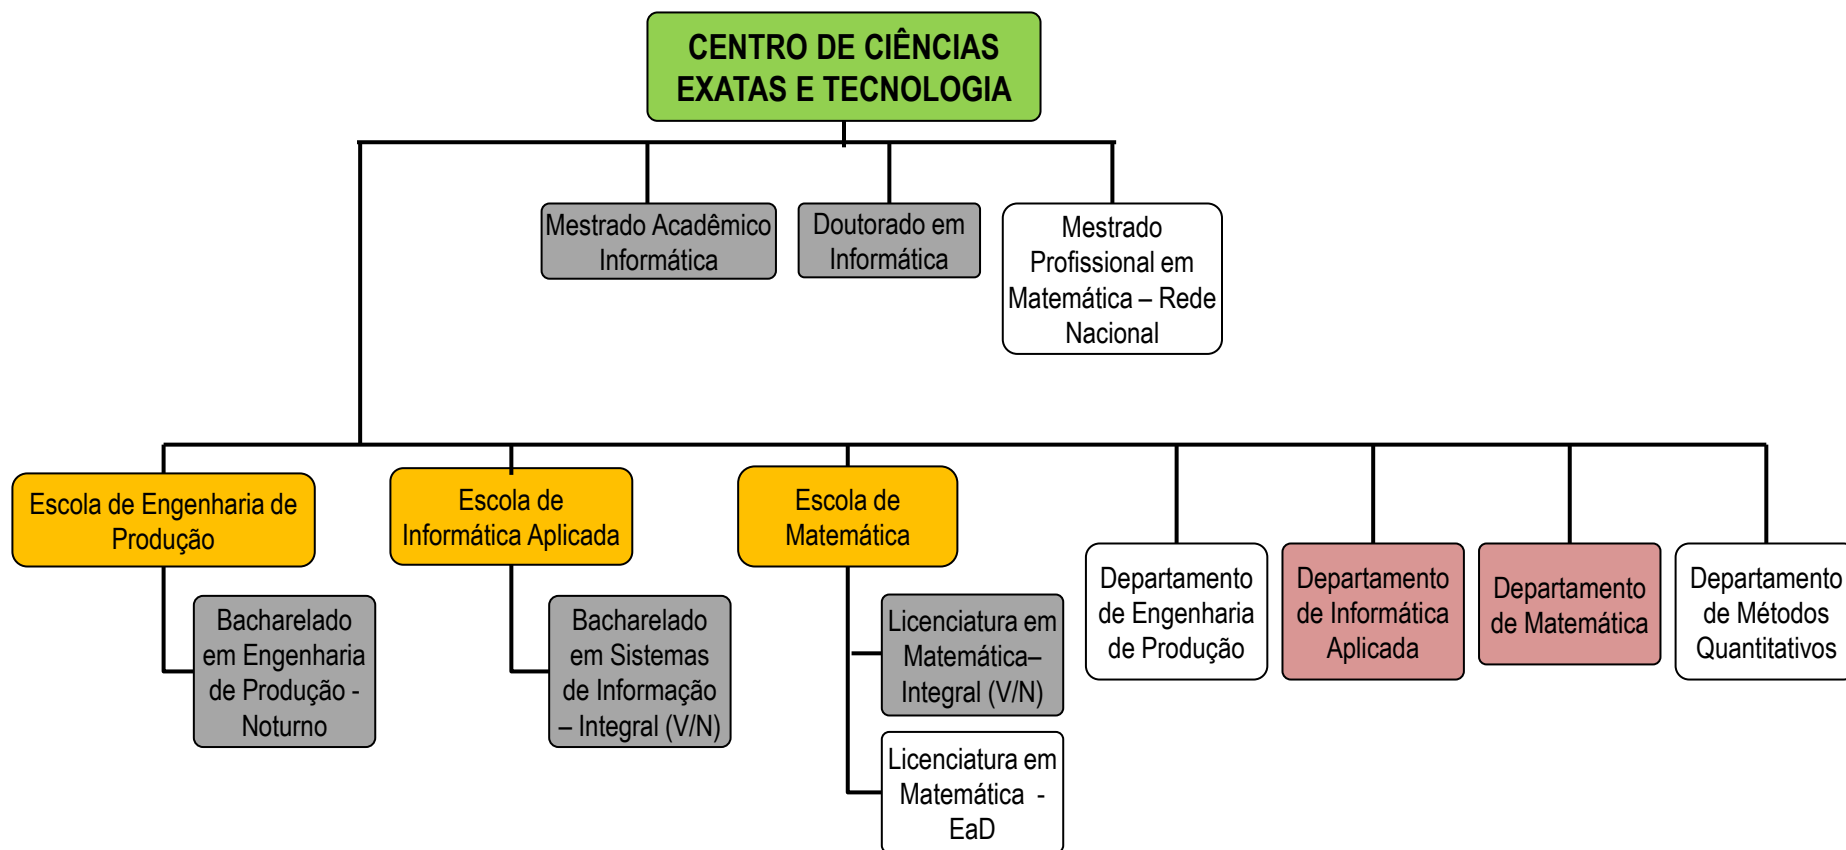 CENTRO DE CIÊNCIAS
EXATAS E TECNOLOGIA
Mestrado Acadêmico
Informática
Doutorado em
Informática
Mestrado
Profissional em
Matemática – Rede
Nacional
Escola de Engenharia de
Produção
Escola de
Informática Aplicada
Escola de
Matemática
Departamento
de Engenharia
de Produção
Departamento
de Informática
Aplicada
Departamento
de Matemática
Departamento
de Métodos
Quantitativos
Bacharelado
em Engenharia
de Produção -
Noturno
Bacharelado
em Sistemas
de Informação
– Integral (V/N)
Licenciatura em
Matemática–
Integral (V/N)
Licenciatura em
Matemática -
EaD